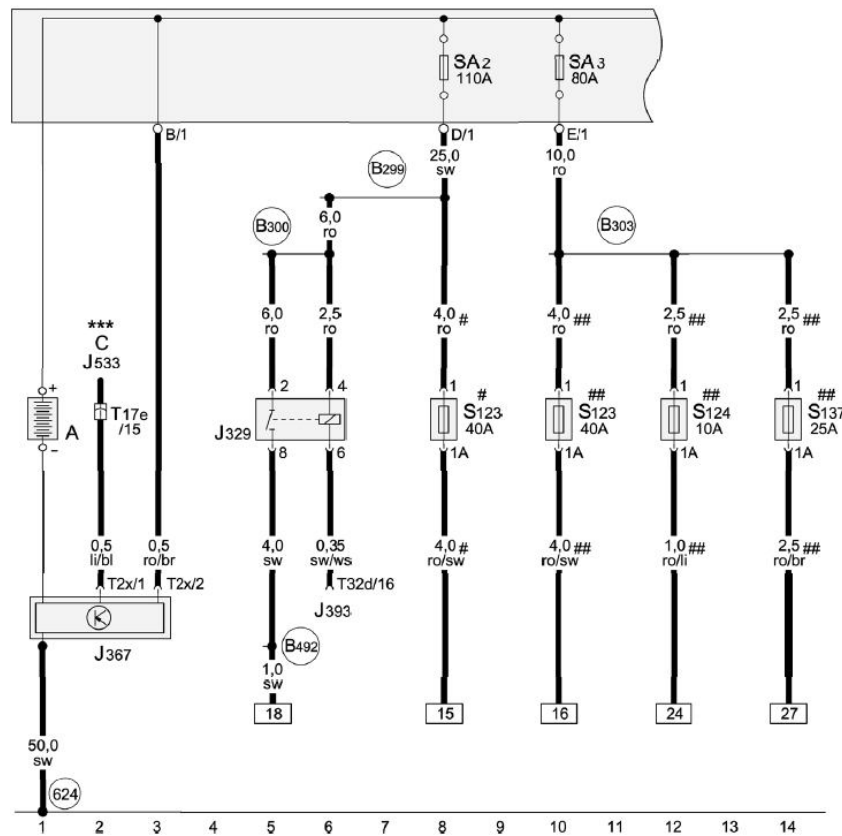 SA2
110A
SA3
80A
B/1
D/1
E/1
25,0
sw
10,0
ro
B299
6,0
ro
B300
B303
6,0
ro
2,5
ro
4,0 #
ro
4,0 ##
ro
2,5 ##
ro
2,5 ##
ro
***
C
J533
T17e
/15
+
A
−
2
4
J329
8
6
1
#
S123
40A
1A
1
##
S123
40A
1A
1
##
S124
10A
1A
1
##
S137
25A
1A
0,5
li/bl
0,5
ro/br
4,0
sw
0,35
sw/ws
4,0 #
ro/sw
4,0 ##
ro/sw
1,0 ##
ro/li
2,5 ##
ro/br
T2x/1
T2x/2
T32d/16
J393
J367
B492
1,0
sw
18
15
16
24
27
50,0
sw
624
1 2 3 4 5 6 7 8 9 10 11 12 13 14